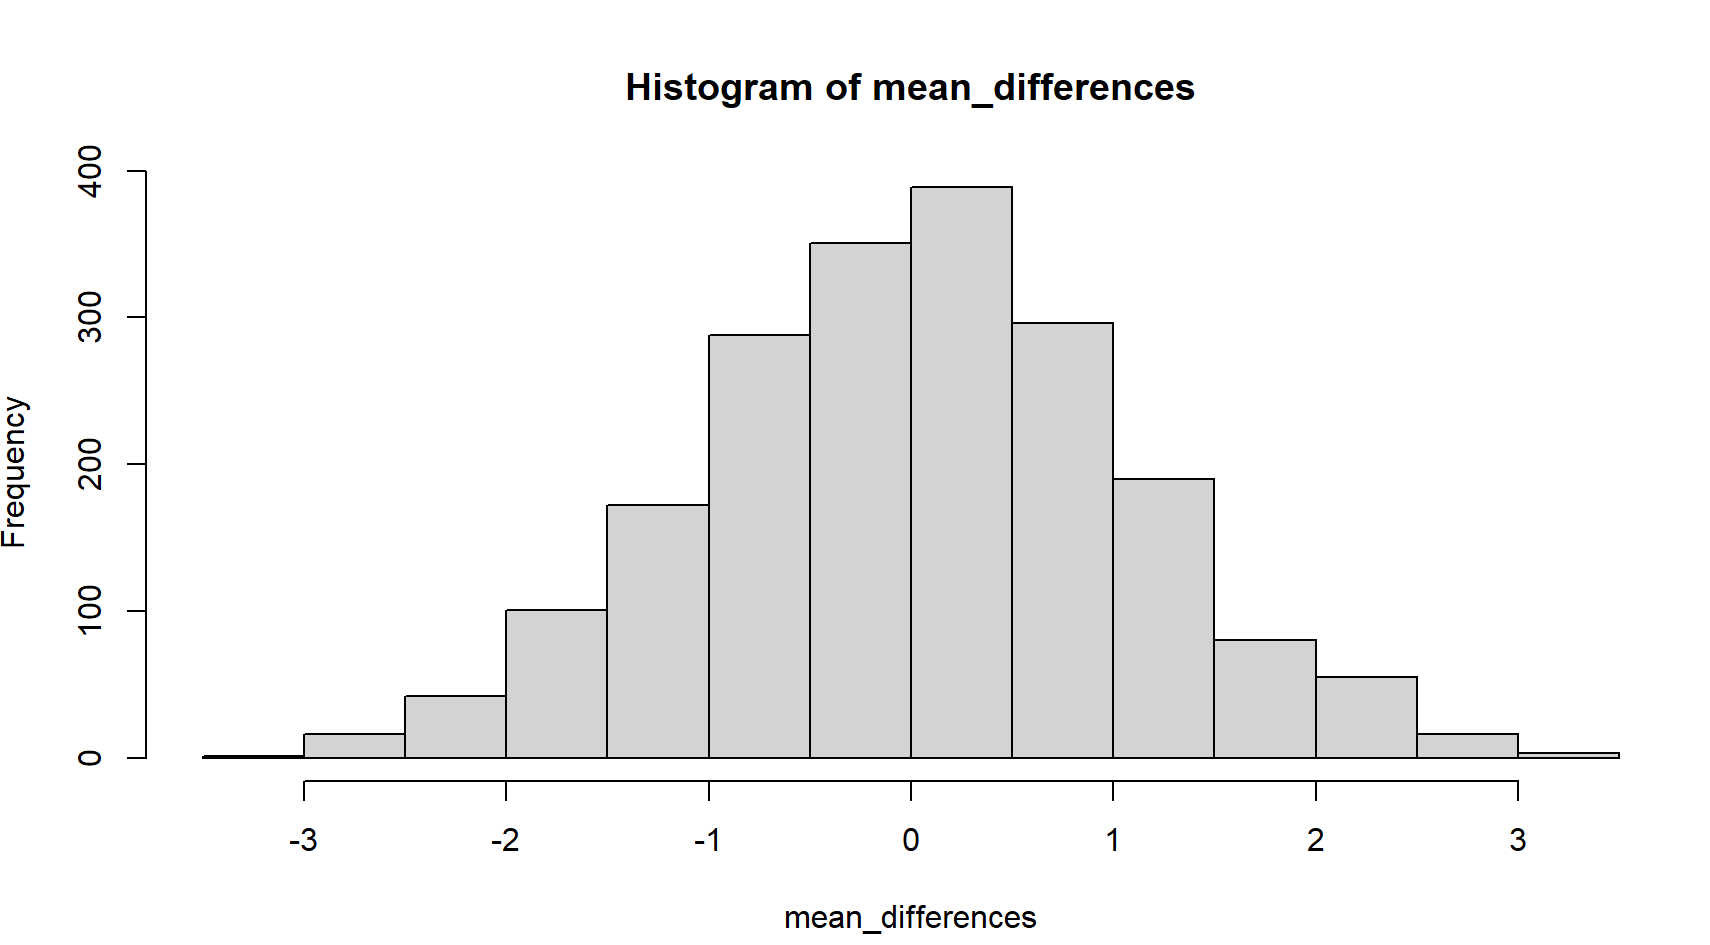 Histogram of mean_differences
Frequency
400
300
200
100
0
-3 -2 -1 0 1 2 3
mean_differences